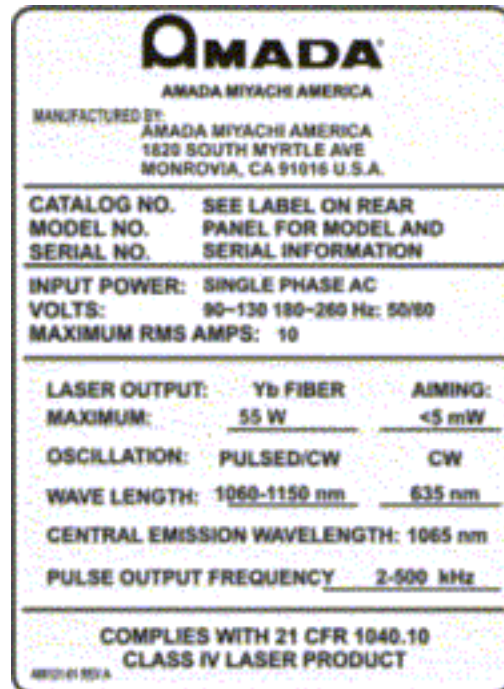 AMADA
AMADA MIYACHI AMERICA
MANUFACTURED BY:
AMADA MIYACHI AMERICA
1820 SOUTH MYRTLE AVE
MONROVIA, CA 91016 U.S.A.
CATALOG NO. SEE LABEL ON REAR
MODEL NO. PANEL FOR MODEL AND
SERIAL NO. SERIAL INFORMATION
INPUT POWER: SINGLE PHASE AC
VOLTS: 90~130 180~260 Hz: 50/60
MAXIMUM RMS AMPS: 10
LASER OUTPUT: Yb FIBER AIMING:
MAXIMUM: 55 W <5 mW
OSCILLATION: PULSED/CW CW
WAVE LENGTH: 1060-1150 nm 635 nm
CENTRAL EMISSION WAVELENGTH: 1065 nm
PULSE OUTPUT FREQUENCY 2-500 kHz
COMPLIES WITH 21 CFR 1040.10
CLASS IV LASER PRODUCT
REV A